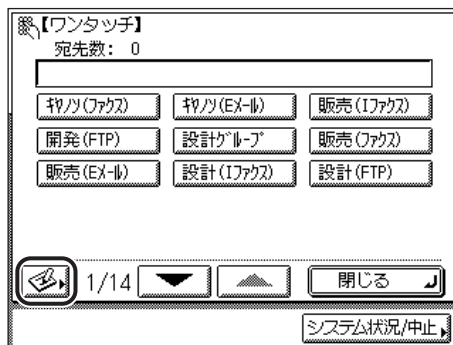 【ワンタッチ】
宛先数: 0
キヤノン(ファクス) キヤノン(Eメール) 販売(Iファクス)
開発(FTP) 設計グループ 販売(ファクス)
販売(Eメール) 設計(Iファクス) 設計(FTP)
1/14 閉じる
システム状況/中止